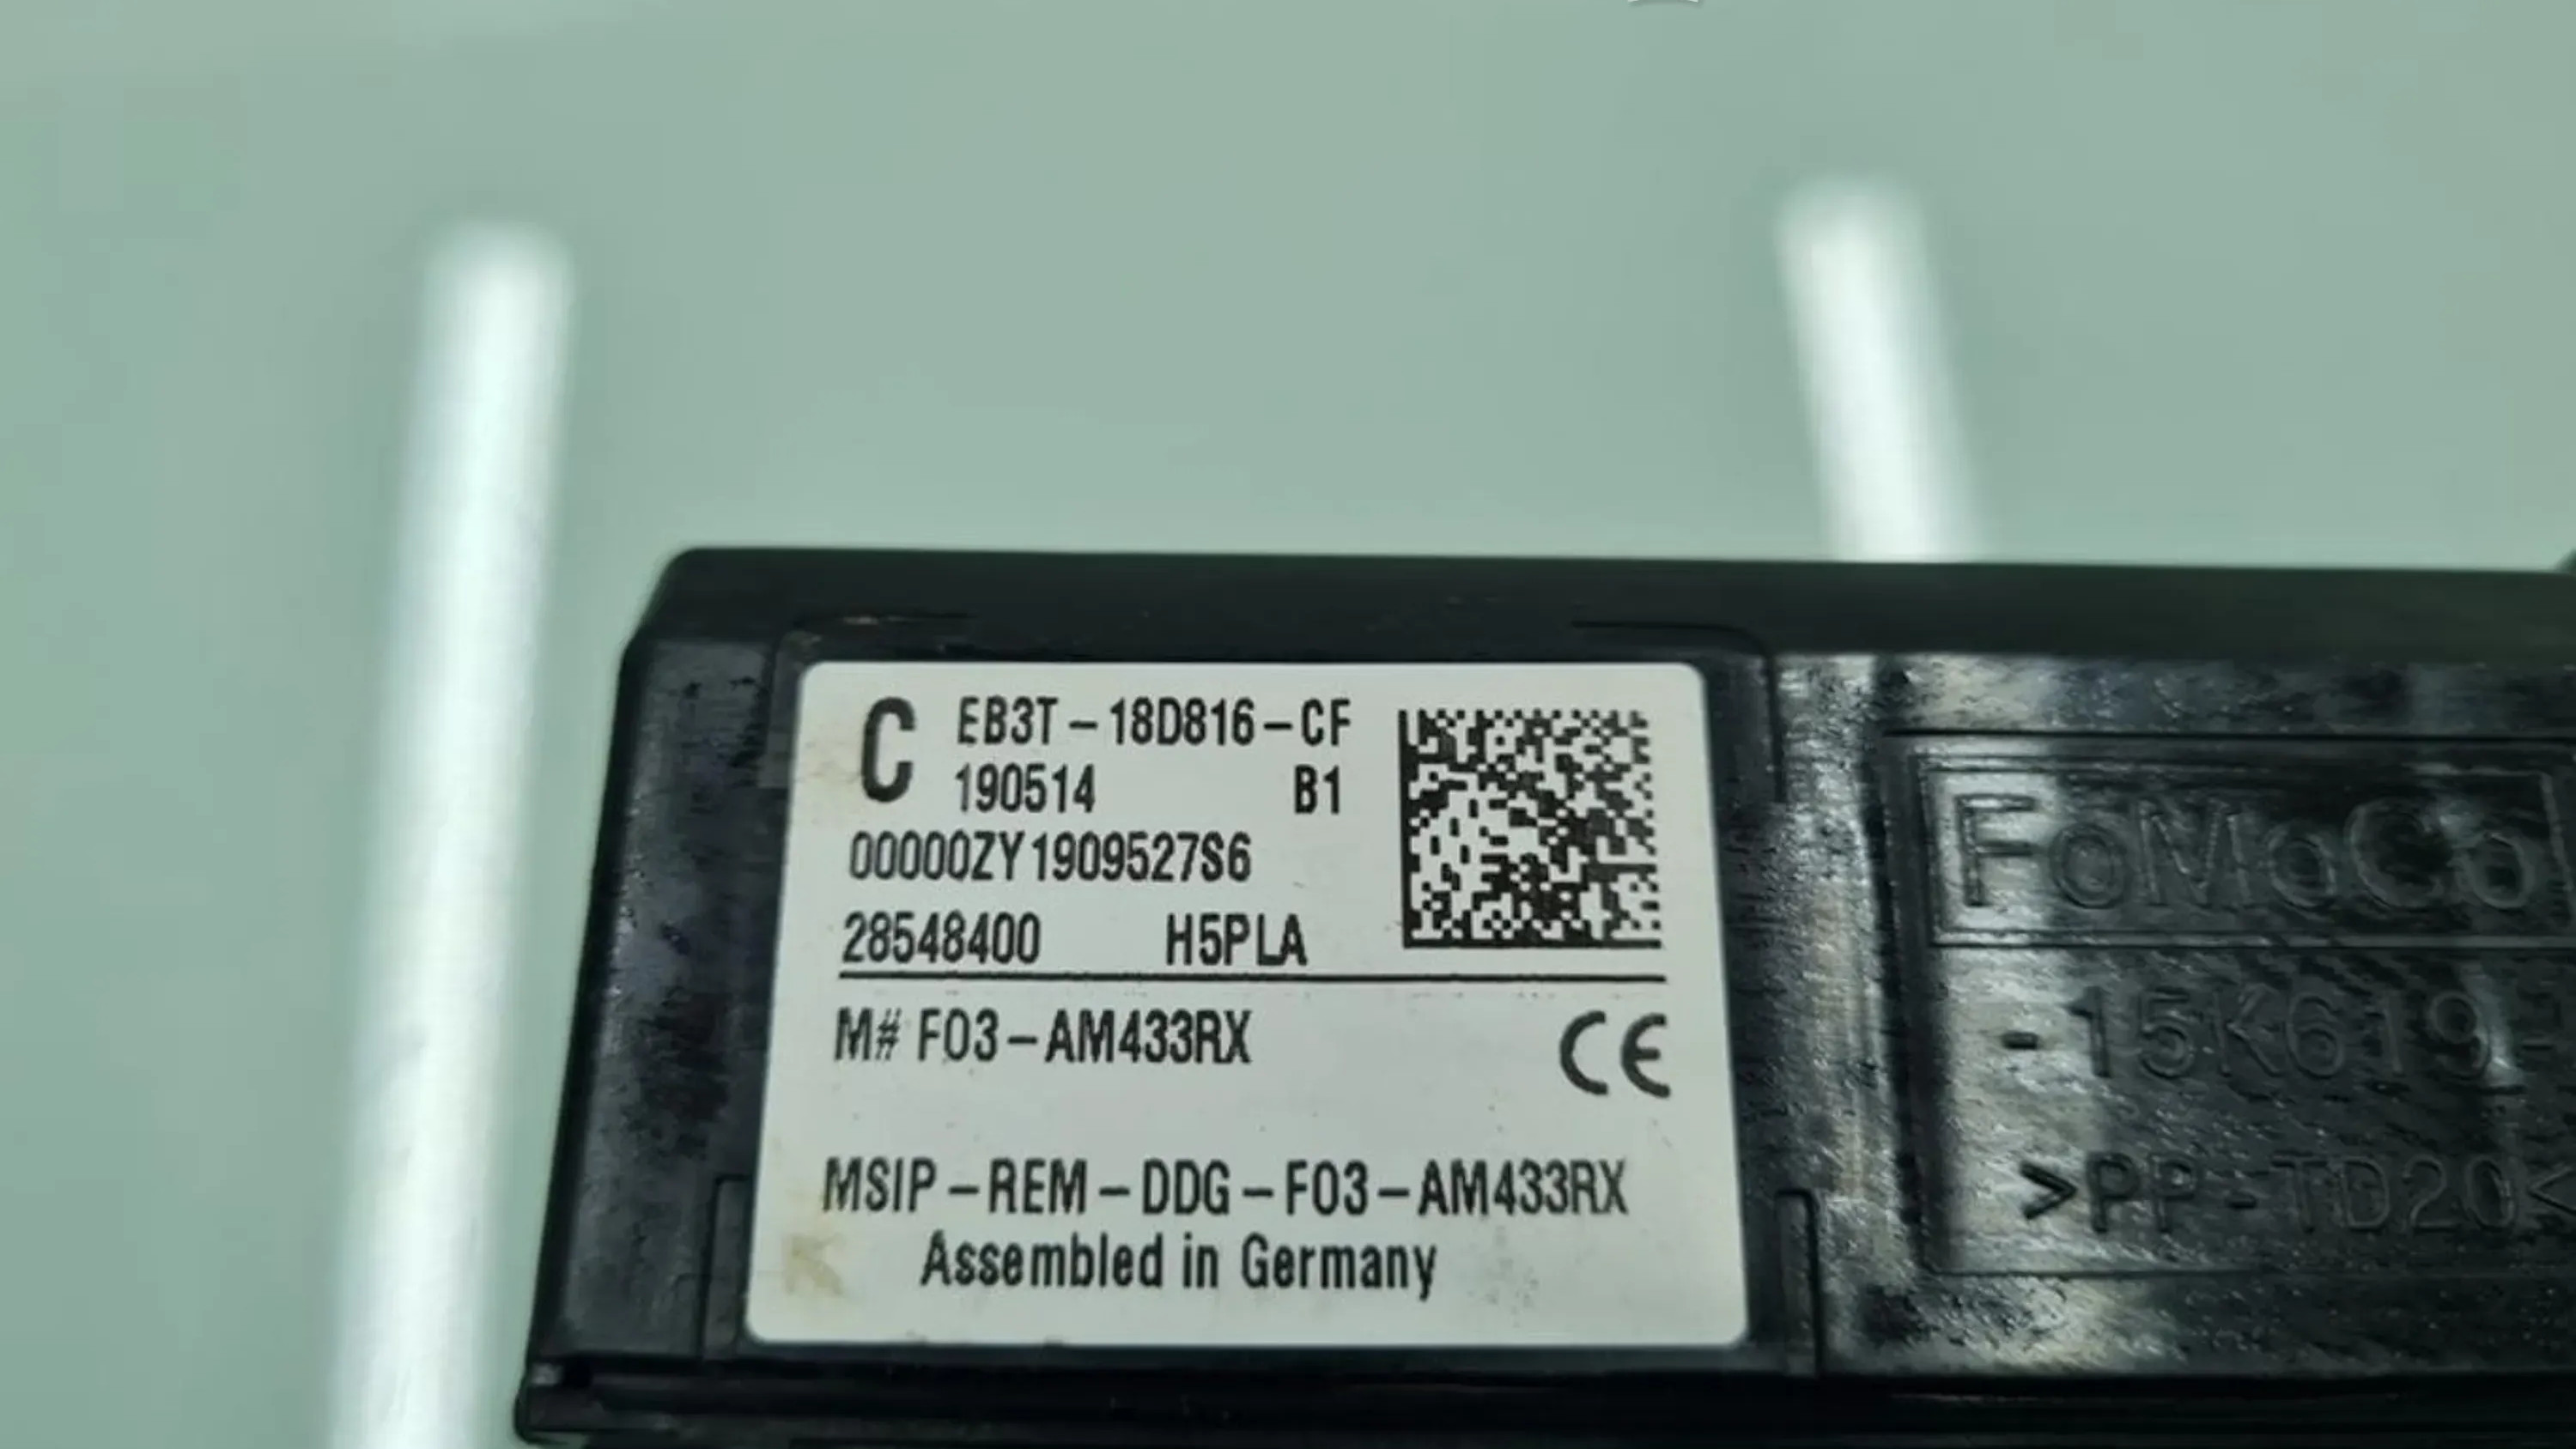 C EB3T-18D816-CF
190514 B1
00000ZY1909527S6
28548400 H5PLA
M# F03-AM433RX CE
MSIP-REM-DDG-F03-AM433RX
Assembled in Germany
FoMoCo
-15K619-
>PP-TD20<